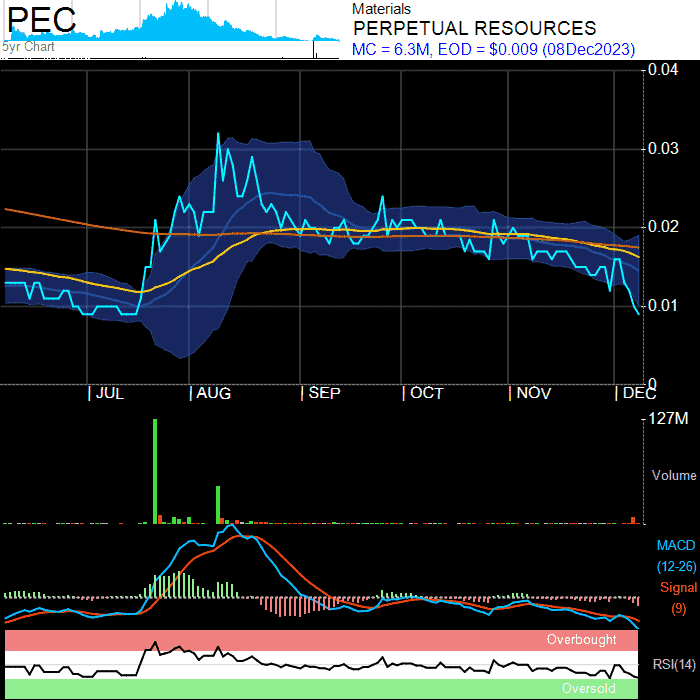 PEC
5yr Chart
Materials
PERPETUAL RESOURCES
MC = 6.3M, EOD = $0.009 (08Dec2023)
0.04
0.03
0.02
0.01
0
JUL
AUG
SEP
OCT
NOV
DEC
127M
Volume
MACD
(12-26)
Signal
(9)
Overbought
RSI(14)
Oversold